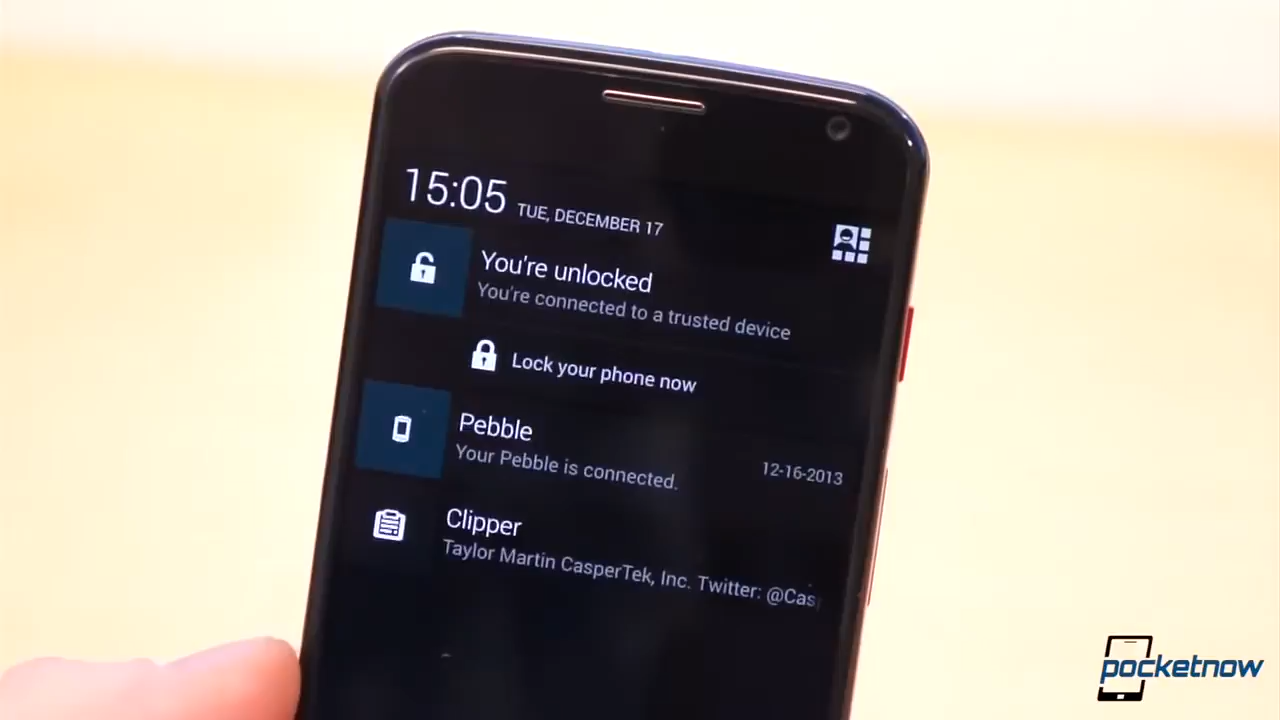 15:05 TUE, DECEMBER 17
You're unlocked
You're connected to a trusted device
Lock your phone now
Pebble
Your Pebble is connected. 12-16-2013
Clipper
Taylor Martin CasperTek, Inc. Twitter: @Cas
pocketnow